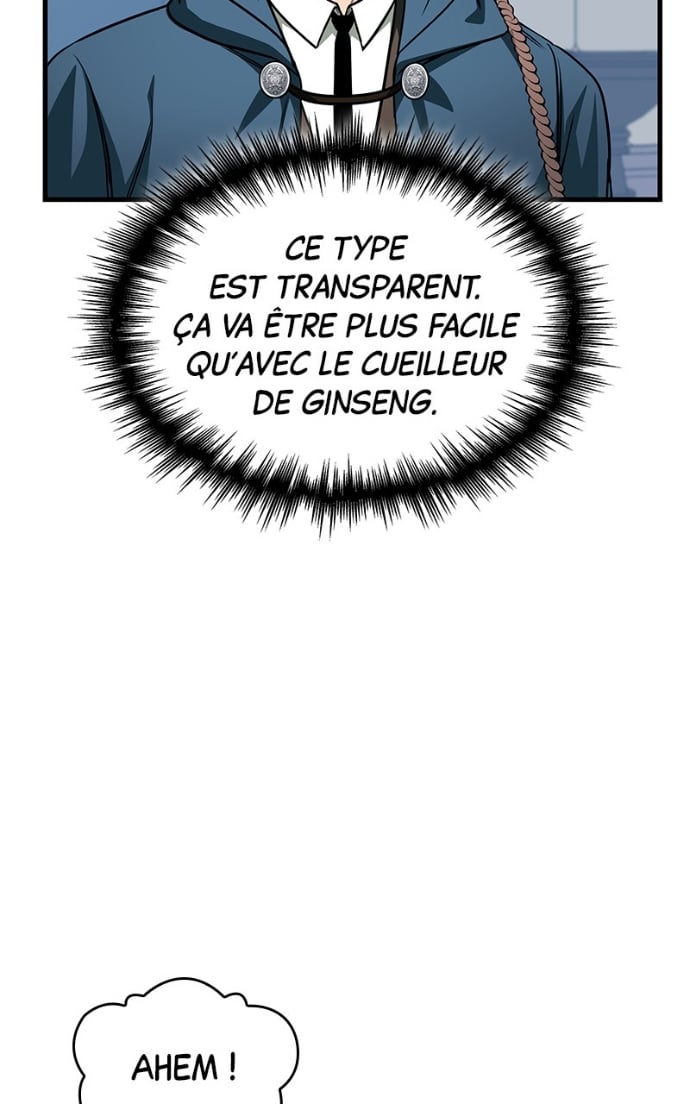 CE TYPE
EST TRANSPARENT.
ÇA VA ÊTRE PLUS FACILE
QU'AVEC LE CUEILLEUR
DE GINSENG.
AHEM !